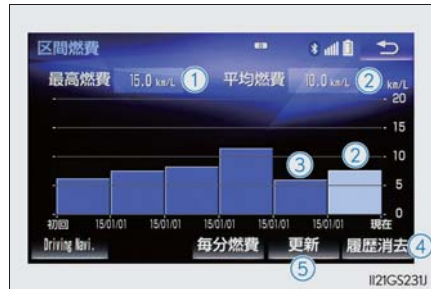 区間燃費
最高燃費 15.0 km/L ① 平均燃費 10.0 km/L ② km/L
20
15
10
5
0
③ ②
初回 15/01/01 15/01/01 15/01/01 15/01/01 15/01/01 現在
Driving Navi. 毎分燃費 更新 履歴消去 ④
⑤
II21GS231J